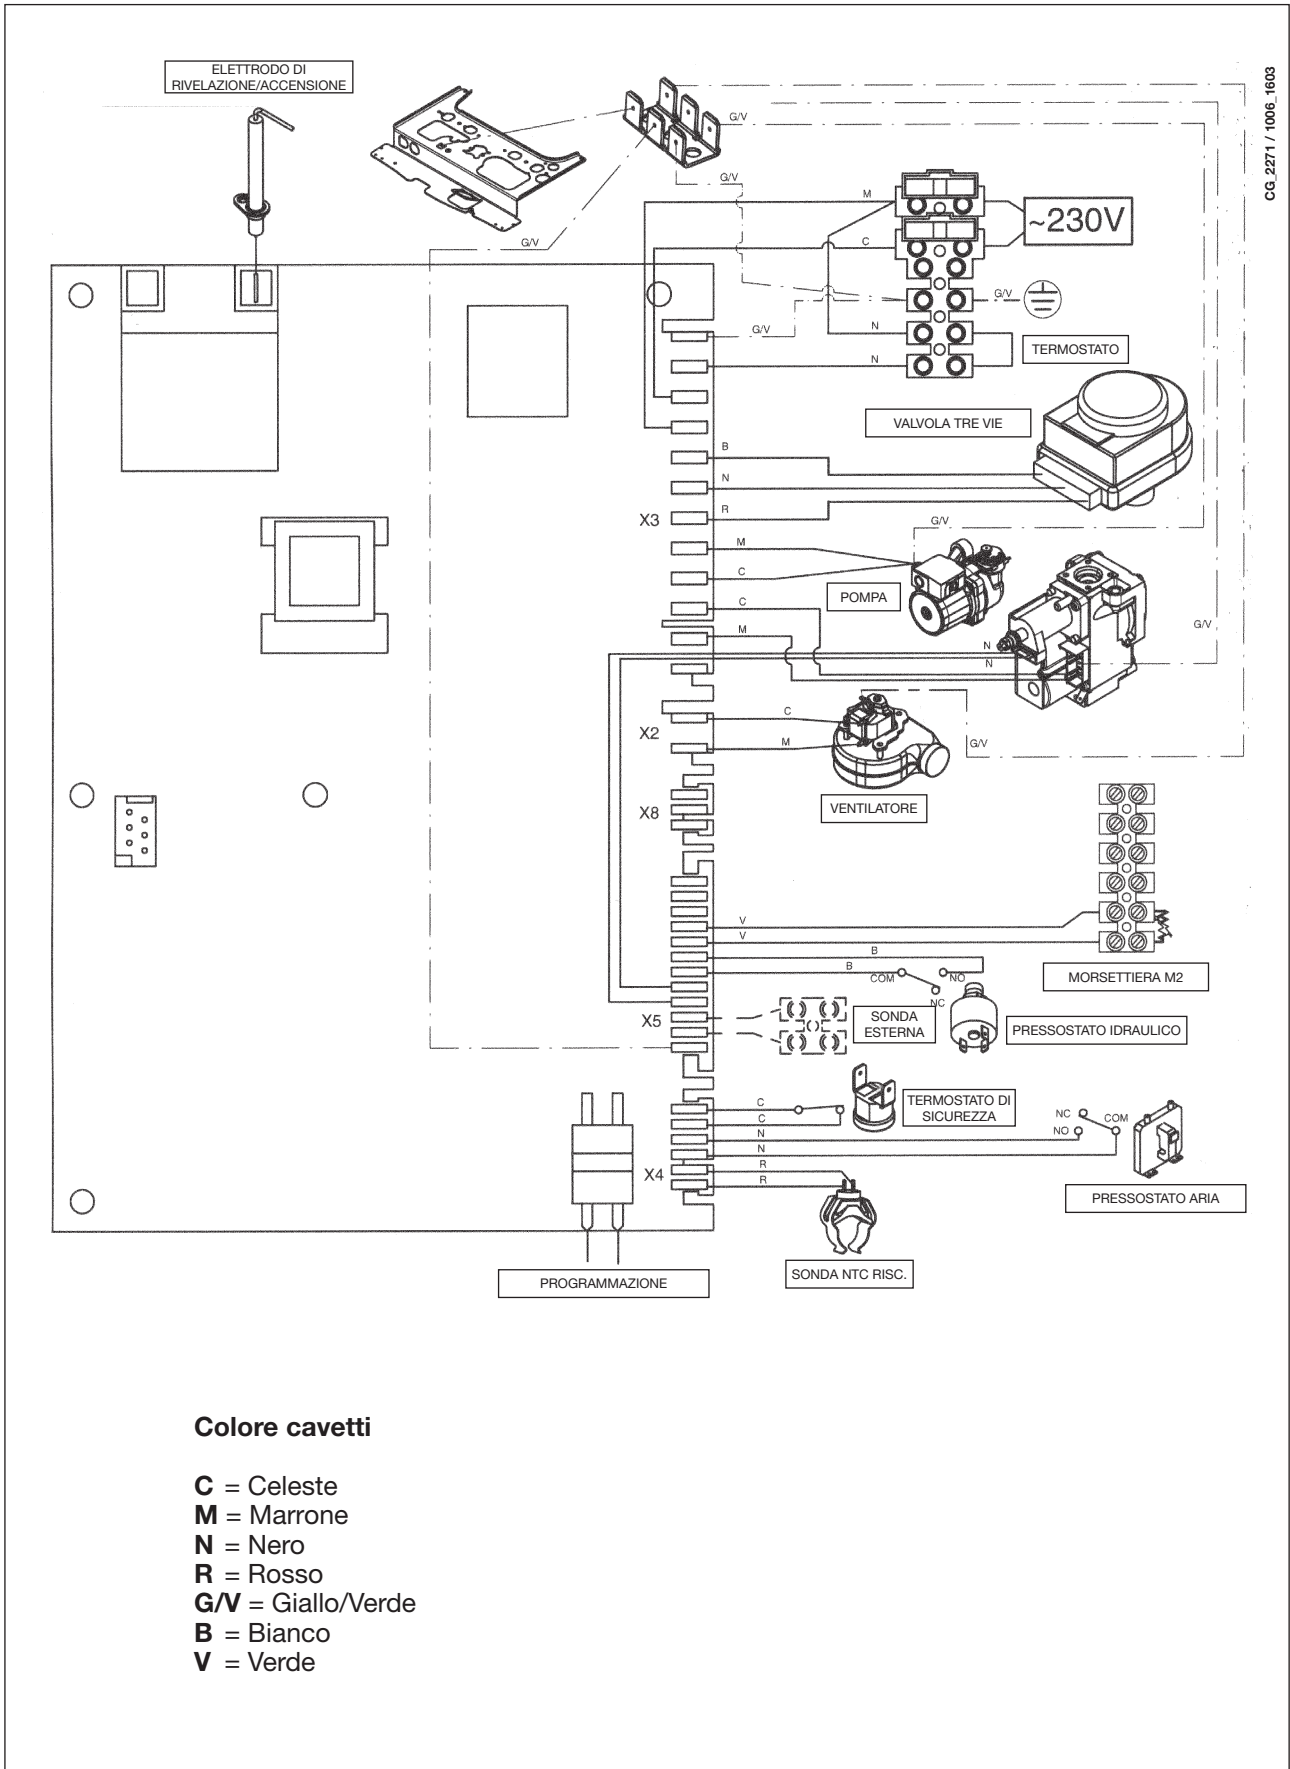 ELETTRODO DI
RIVELAZIONE/ACCENSIONE
CG_2271 / 1006_1603
G/V
G/V
M
~230V
G/V
C
G/V
G/V
N
TERMOSTATO
N
VALVOLA TRE VIE
B
N
R
X3
G/V
M
C
POMPA
C
G/V
M
N
N
C
X2
M
G/V
VENTILATORE
X8
V
V
B
B
COM
NO
MORSETTIERA M2
NC
X5
SONDA
ESTERNA
PRESSOSTATO IDRAULICO
C
TERMOSTATO DI
SICUREZZA
C
NC
COM
N
NO
N
R
X4
R
PRESSOSTATO ARIA
SONDA NTC RISC.
PROGRAMMAZIONE
Colore cavetti
C = Celeste
M = Marrone
N = Nero
R = Rosso
G/V = Giallo/Verde
B = Bianco
V = Verde